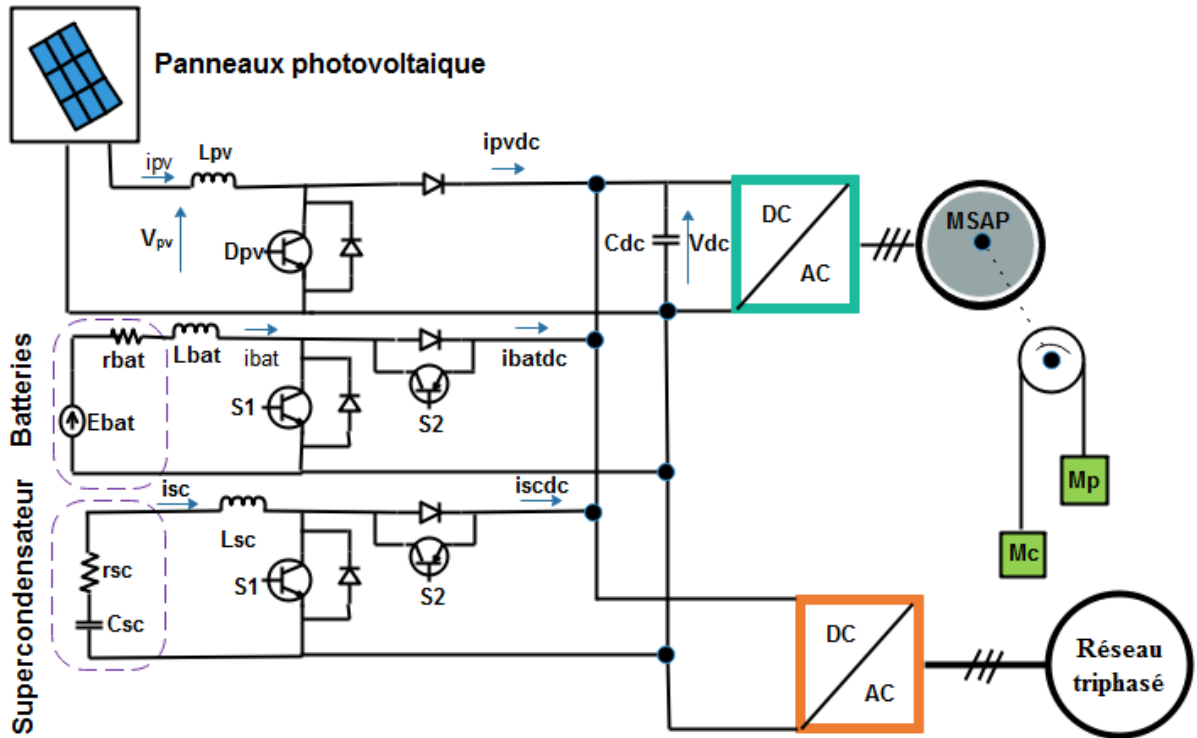 Panneaux photovoltaique
ipv
Lpv
ipvdc
Vpv
Dpv
Cdc
Vdc
DC
AC
MSAP
Batteries
rbat
Lbat
ibat
ibatdc
Ebat
S1
S2
Mp
Mc
Supercondensateur
isc
Lsc
iscdc
rsc
Csc
S1
S2
DC
AC
Réseau
triphasé